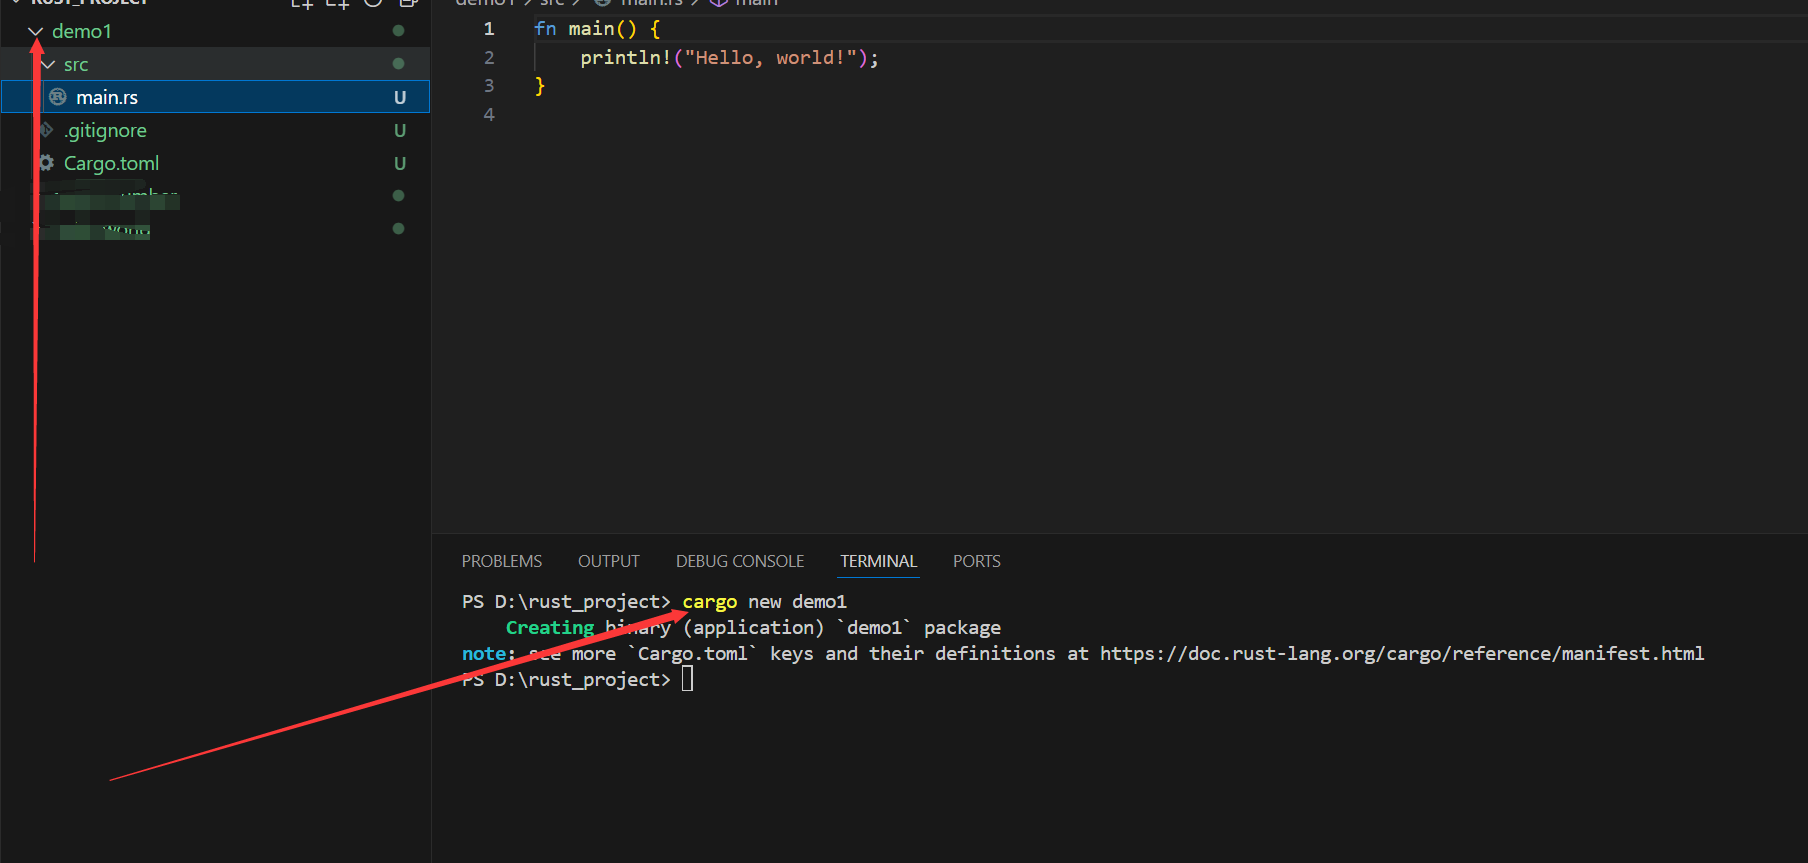 RUST_PROJECT
demo1
src
main.rs U
.gitignore U
Cargo.toml U
demo1 > src > main.rs > main
1 fn main() {
2 println!("Hello, world!");
3 }
4
PROBLEMS OUTPUT DEBUG CONSOLE TERMINAL PORTS
PS D:\rust_project> cargo new demo1
Creating binary (application) `demo1` package
note: see more `Cargo.toml` keys and their definitions at https://doc.rust-lang.org/cargo/reference/manifest.html
PS D:\rust_project>